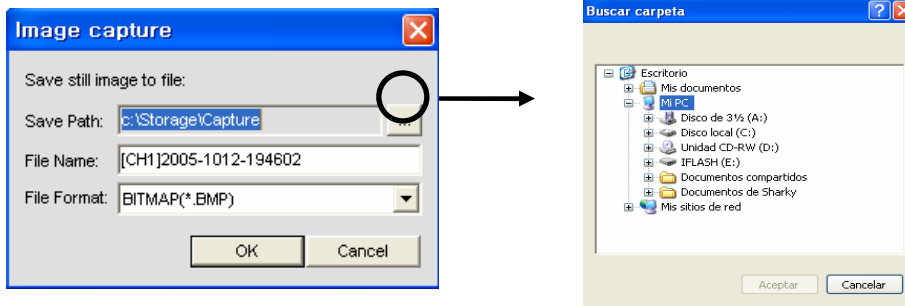 Image capture
Save still image to file:
Save Path: c:\Storage\Capture ...
File Name: [CH1]2005-1012-194602
File Format: BITMAP(*.BMP)
OK Cancel
Buscar carpeta
Escritorio
Mis documentos
Mi PC
Disco de 3½ (A:)
Disco local (C:)
Unidad CD-RW (D:)
IFLASH (E:)
Documentos compartidos
Documentos de Sharky
Mis sitios de red
Aceptar Cancelar